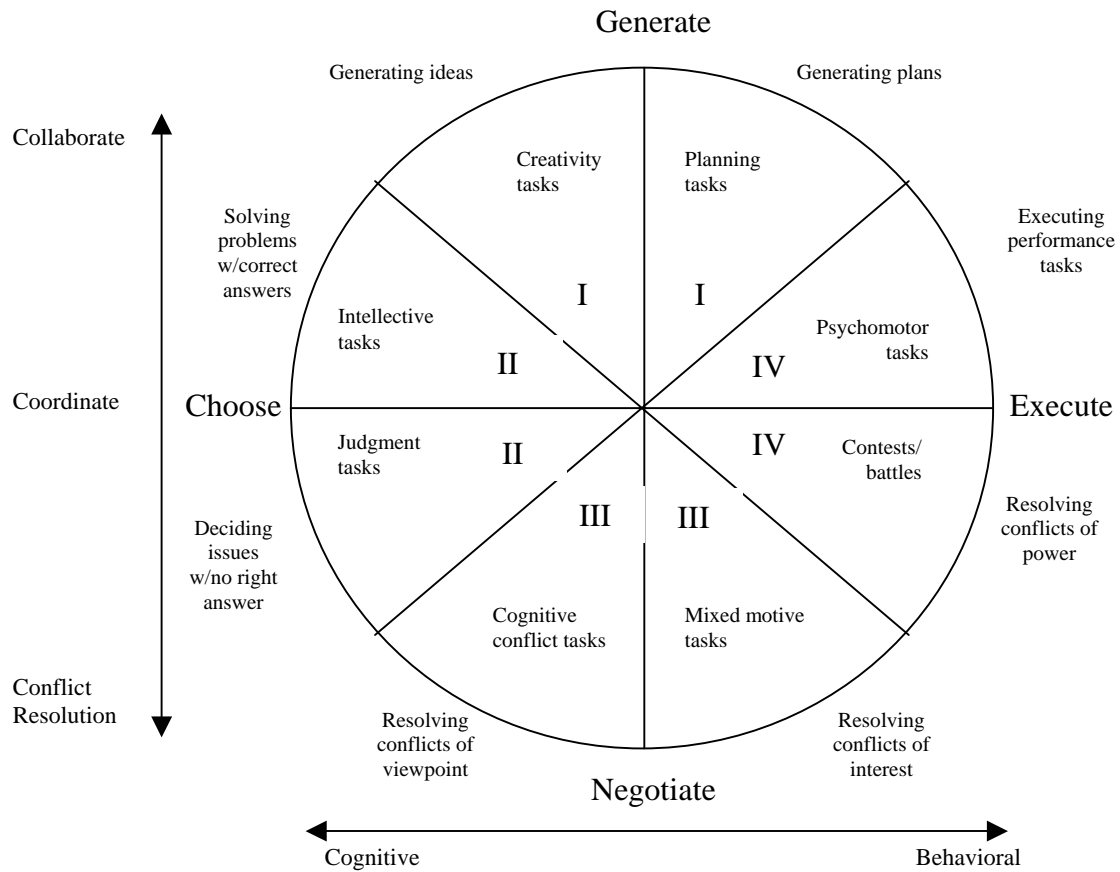 Generate
Generating ideas
Generating plans
Collaborate
Creativity
tasks
Planning
tasks
Solving
problems
w/correct
answers
Executing
performance
tasks
I
I
Intellective
tasks
Psychomotor
tasks
II
IV
Coordinate
Choose
Execute
Judgment
tasks
II
IV
Contests/
battles
III
III
Deciding
issues
w/no right
answer
Resolving
conflicts of
power
Cognitive
conflict tasks
Mixed motive
tasks
Conflict
Resolution
Resolving
conflicts of
viewpoint
Resolving
conflicts of
interest
Negotiate
Cognitive
Behavioral